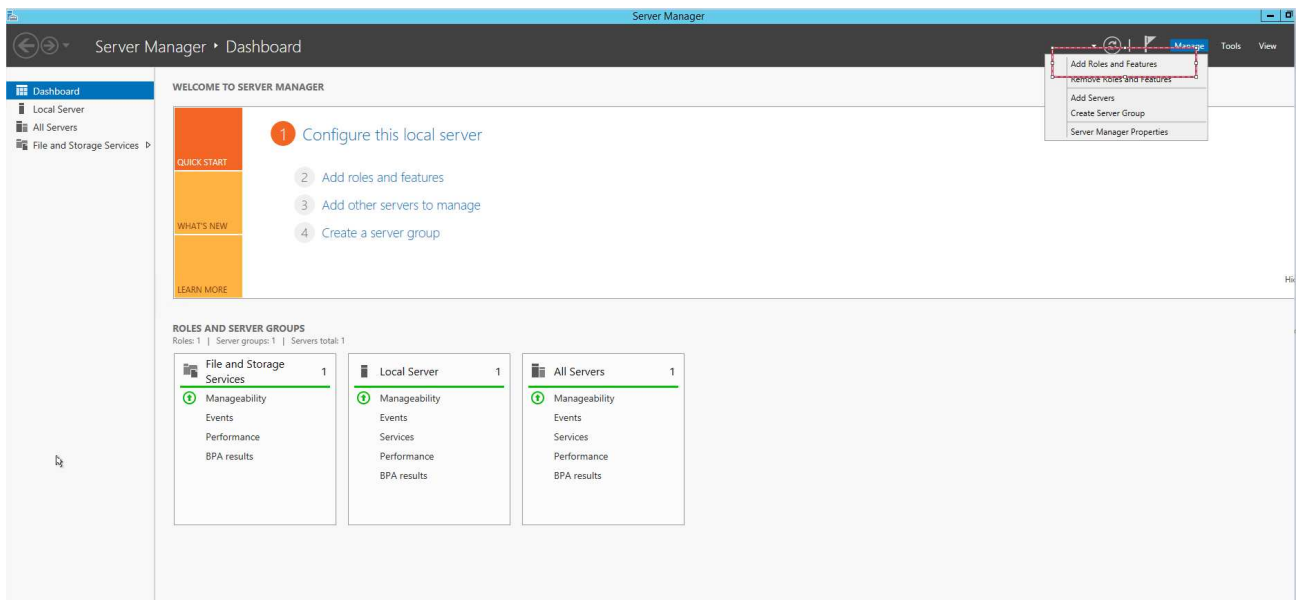 Server Manager
Server Manager • Dashboard
Manage Tools View
Add Roles and Features
Remove Roles and Features
Add Servers
Create Server Group
Server Manager Properties
Dashboard
Local Server
All Servers
File and Storage Services
WELCOME TO SERVER MANAGER
QUICK START
WHAT'S NEW
LEARN MORE
1 Configure this local server
2 Add roles and features
3 Add other servers to manage
4 Create a server group
ROLES AND SERVER GROUPS
Roles: 1 | Server groups: 1 | Servers total: 1
File and Storage
Services
1
Manageability
Events
Performance
BPA results
Local Server 1
Manageability
Events
Services
Performance
BPA results
All Servers 1
Manageability
Events
Services
Performance
BPA results